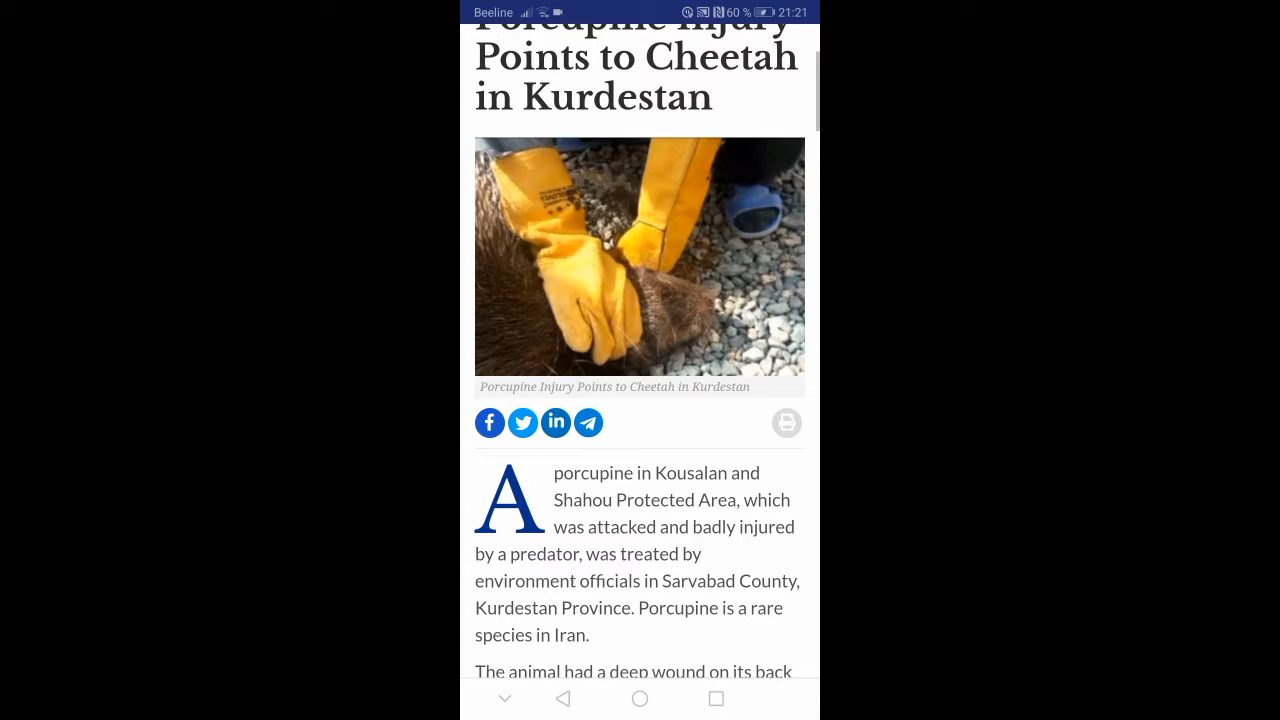 Beeline 60 % 21:21
Porcupine Injury
Points to Cheetah
in Kurdestan
Porcupine Injury Points to Cheetah in Kurdestan
A porcupine in Kousalan and
Shahou Protected Area, which
was attacked and badly injured
by a predator, was treated by
environment officials in Sarvabad County,
Kurdestan Province. Porcupine is a rare
species in Iran.
The animal had a deep wound on its back